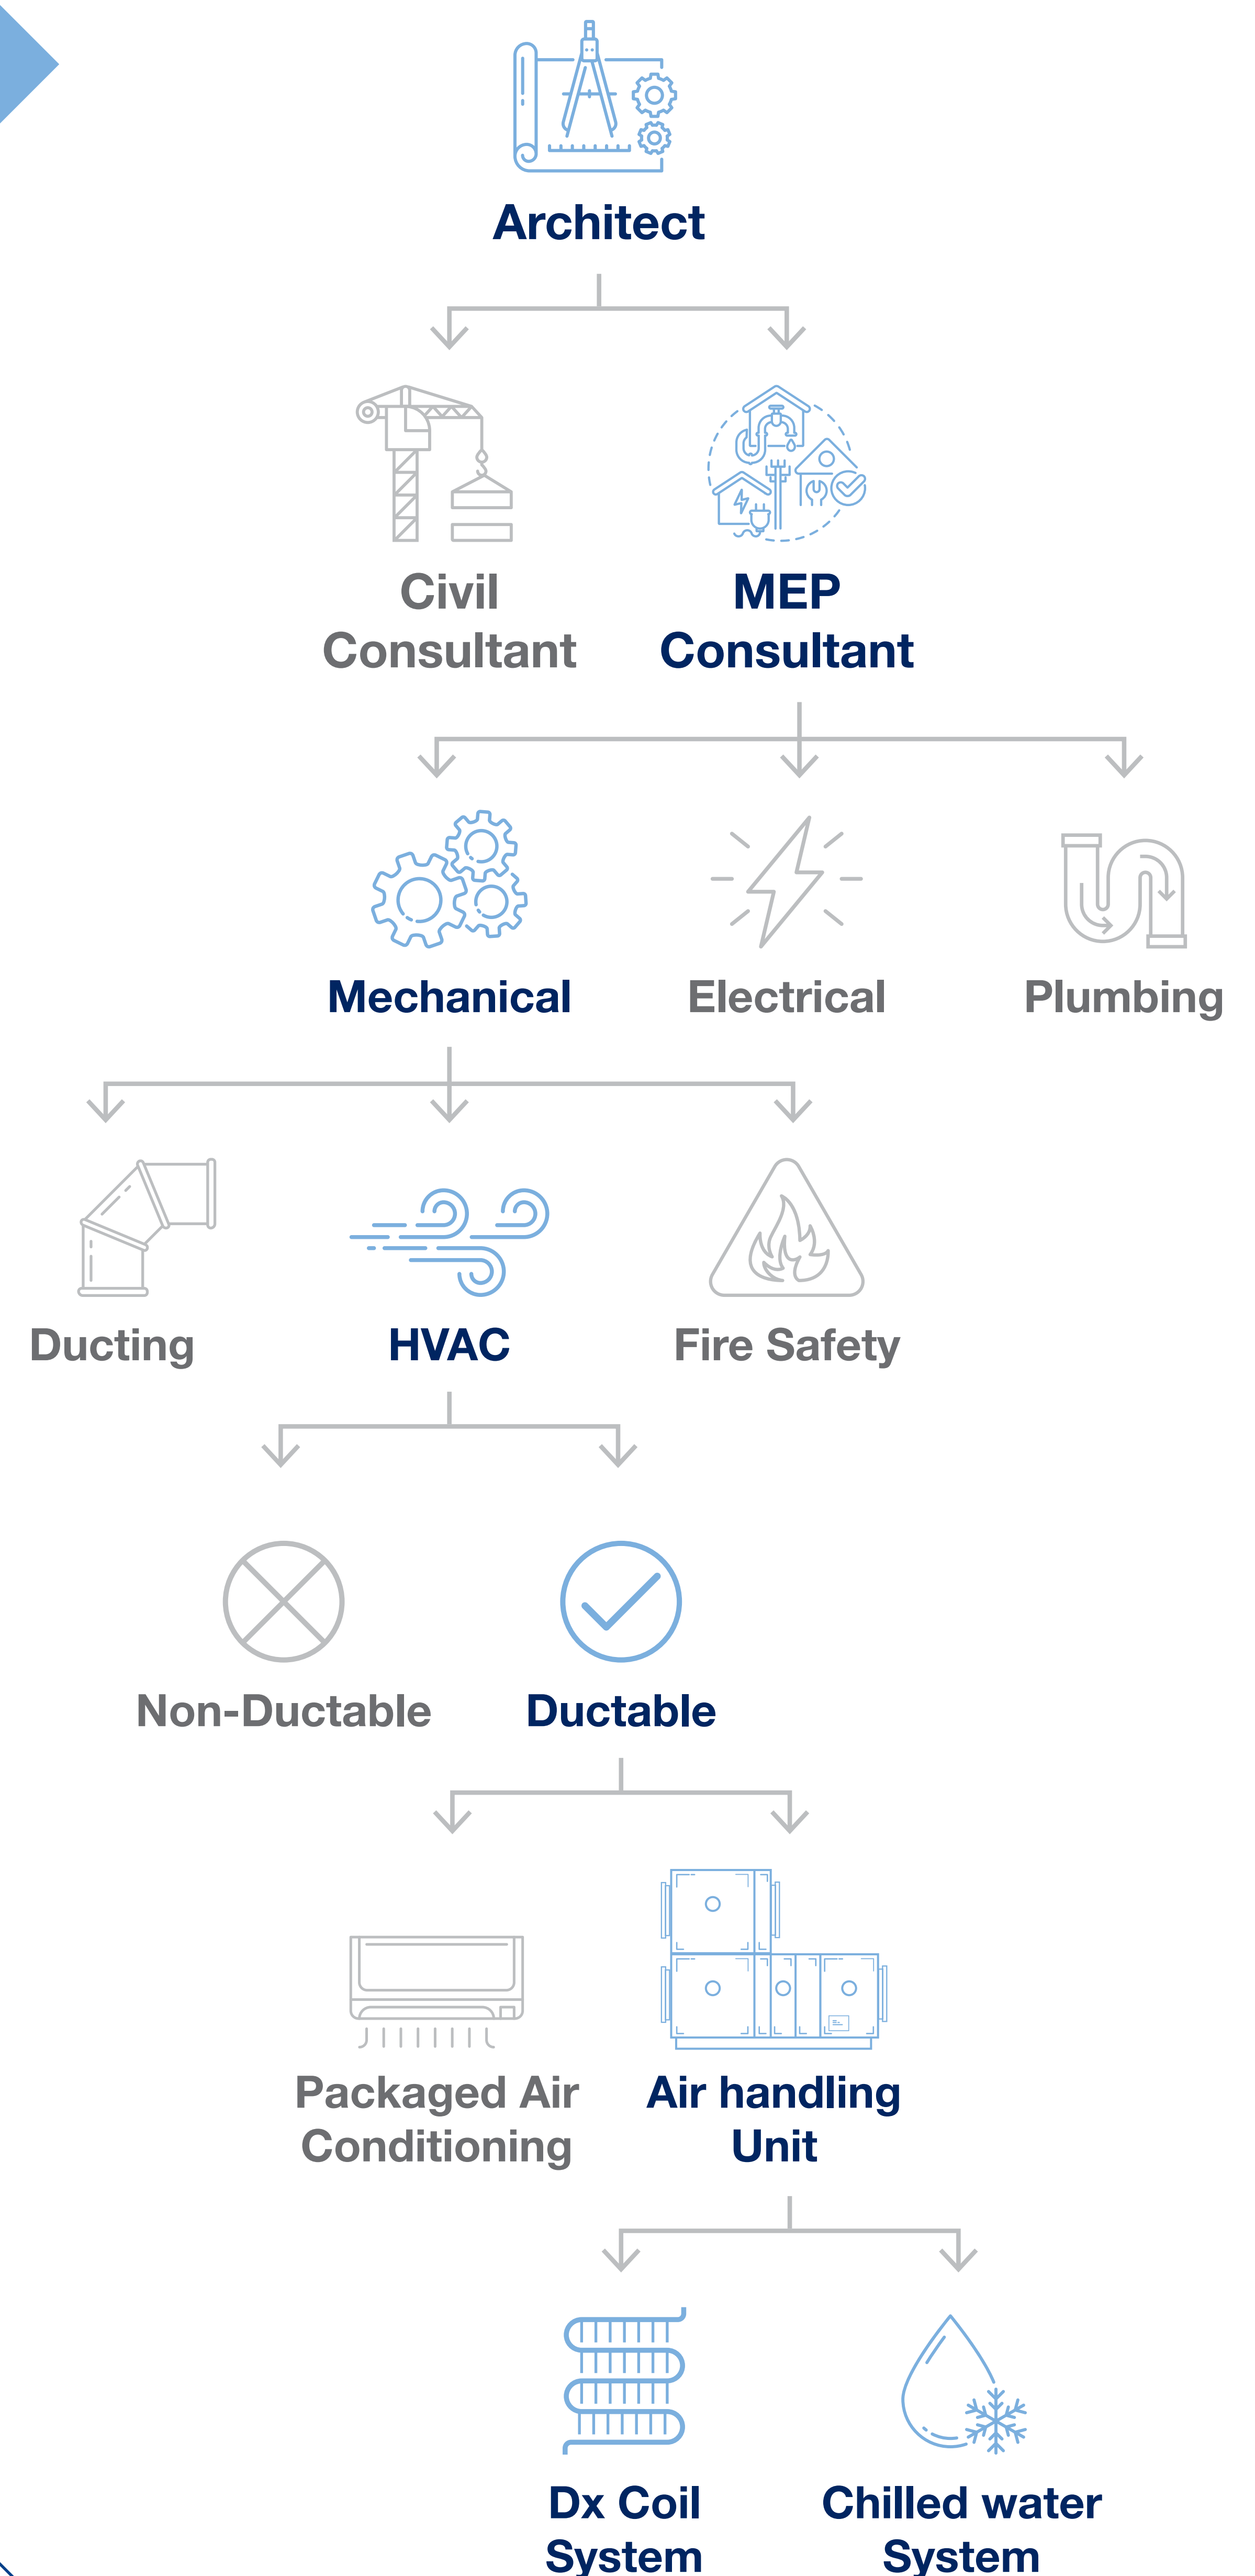 Architect
Civil
Consultant
MEP
Consultant
Mechanical
Electrical
Plumbing
Ducting
HVAC
Fire Safety
Non-Ductable
Ductable
Packaged Air
Conditioning
Air handling
Unit
Dx Coil
System
Chilled water
System